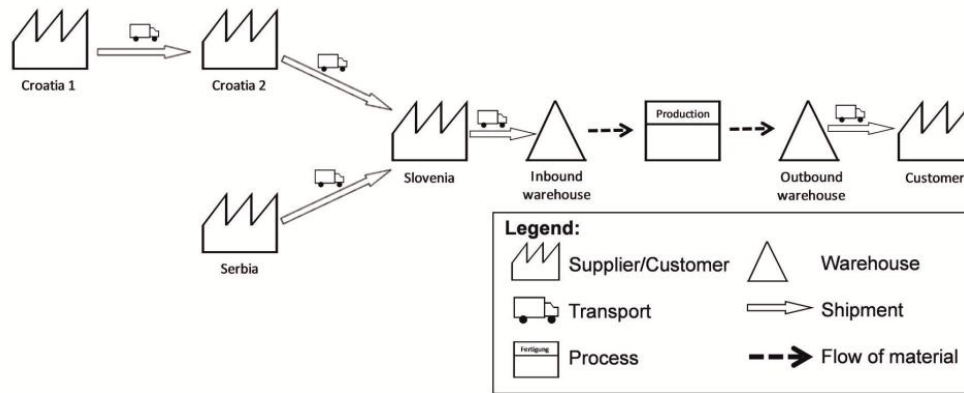 Croatia 1
Croatia 2
Production
Slovenia
Inbound
warehouse
Outbound
warehouse
Customer
Serbia
Legend:
Supplier/Customer
Warehouse
Transport
Shipment
Fertigung
Process
Flow of material